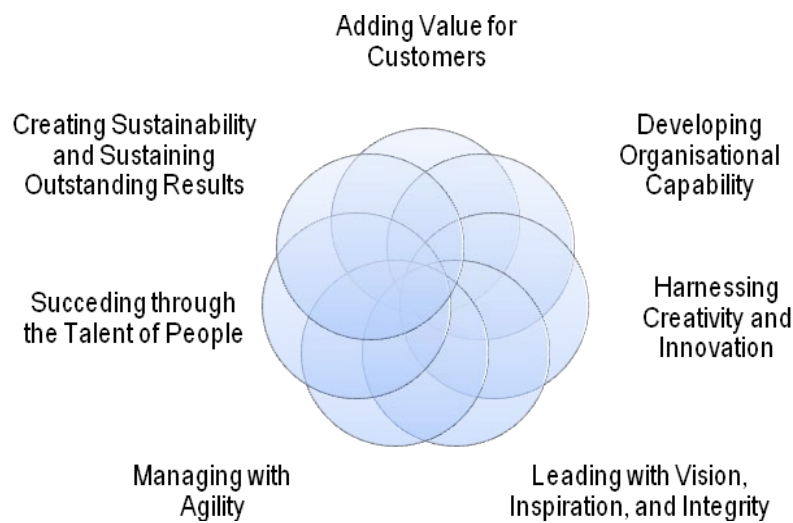 Adding Value for
Customers
Creating Sustainability
and Sustaining
Outstanding Results
Developing
Organisational
Capability
Succeding through
the Talent of People
Harnessing
Creativity and
Innovation
Managing with
Agility
Leading with Vision,
Inspiration, and Integrity